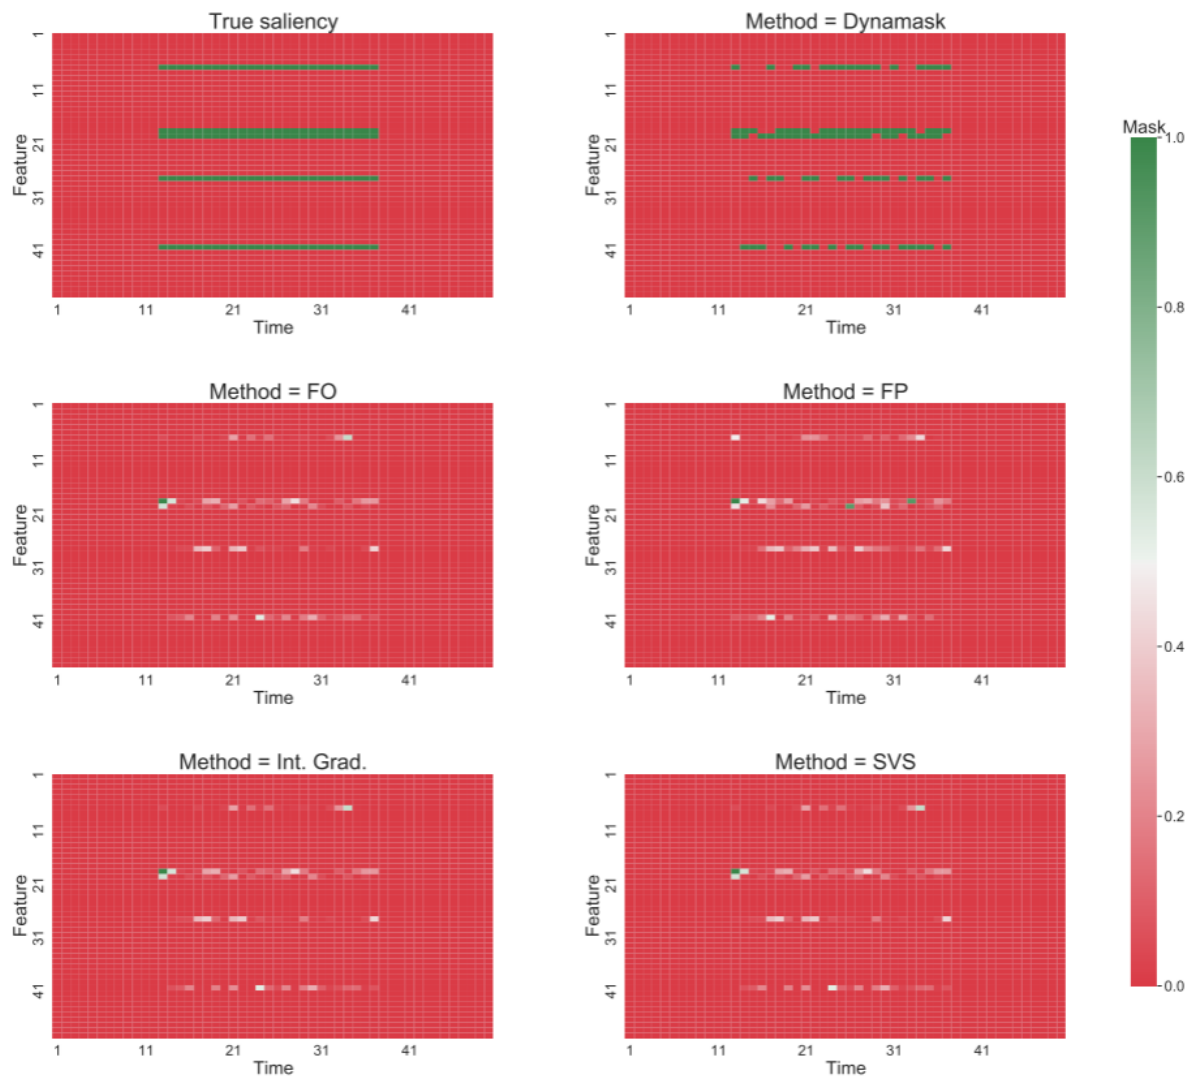 True saliency
1
11
21
31
41
Feature
1 11 21 31 41
Time
Method = Dynamask
1
11
21
31
41
Feature
1 11 21 31 41
Time
Method = FO
1
11
21
31
41
Feature
1 11 21 31 41
Time
Method = FP
1
11
21
31
41
Feature
1 11 21 31 41
Time
Method = Int. Grad.
1
11
21
31
41
Feature
1 11 21 31 41
Time
Method = SVS
1
11
21
31
41
Feature
1 11 21 31 41
Time
Mask
1.0
0.8
0.6
0.4
0.2
0.0